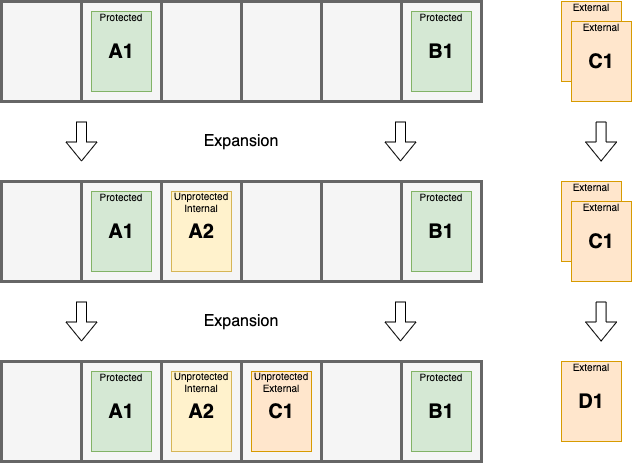 Protected
A1
Protected
B1
External
External
C1
Expansion
Protected
A1
Unprotected
Internal
A2
Protected
B1
External
External
C1
Expansion
Protected
A1
Unprotected
Internal
A2
Unprotected
External
C1
Protected
B1
External
D1